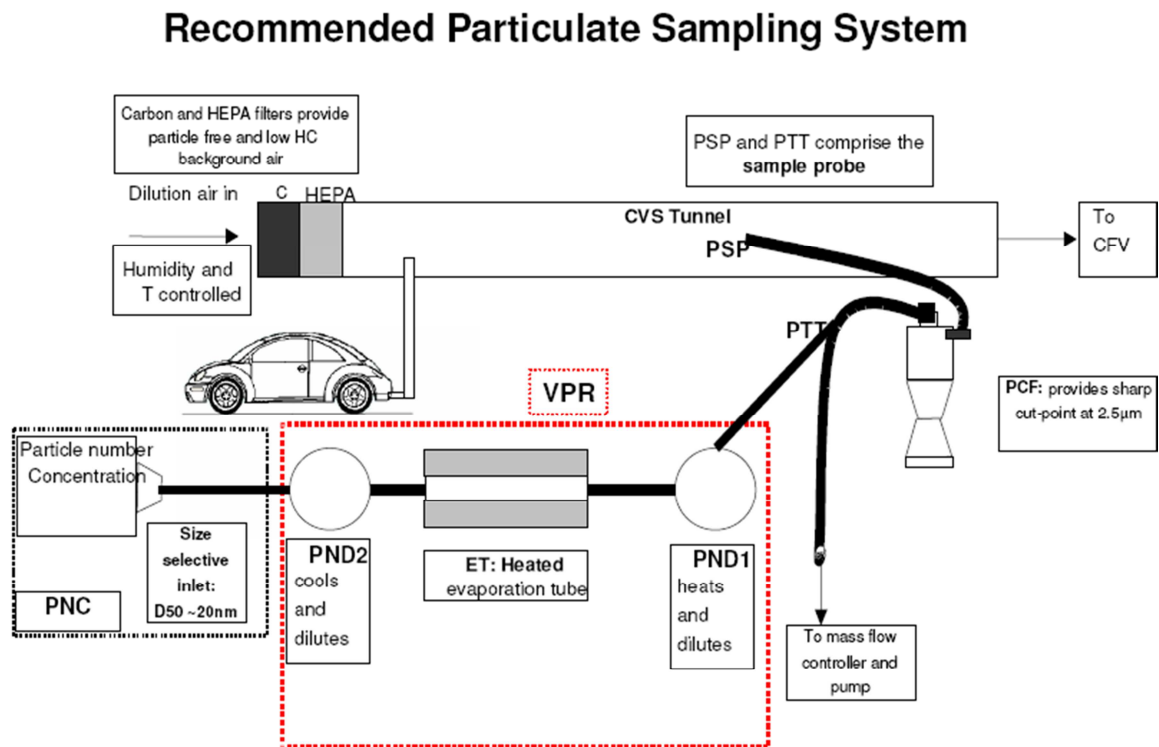 Recommended Particulate Sampling System
Carbon and HEPA filters provide
particle free and low HC
background air
PSP and PTT comprise the
sample probe
Dilution air in
C
HEPA
CVS Tunnel
PSP
To
CFV
Humidity and
T controlled
PTT
VPR
PCF: provides sharp
cut-point at 2.5µm
Particle number
Concentration
Size
selective
inlet:
D50 ~20nm
PNC
PND2
cools
and
dilutes
ET: Heated
evaporation tube
PND1
heats
and
dilutes
To mass flow
controller and
pump